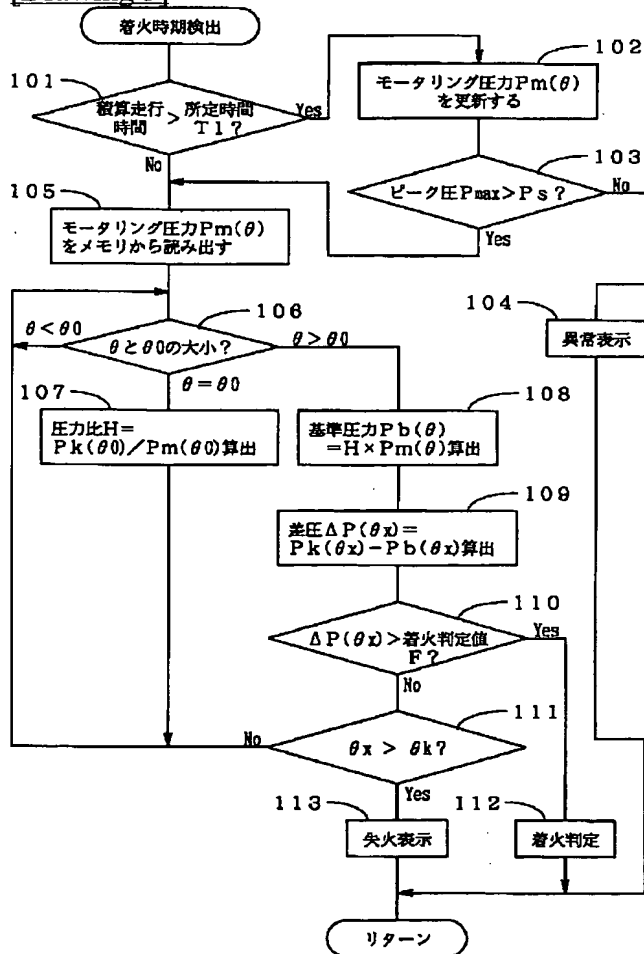 着火時期検出
101
積算走行
時間
>
所定時間
T1?
Yes
No
102
モータリング圧力Pm(θ)
を更新する
103
ピーク圧Pmax>Ps?
No
Yes
105
モータリング圧力Pm(θ)
をメモリから読み出す
104
異常表示
106
θ<θ0
θとθ0の大小?
θ>θ0
θ=θ0
107
圧力比H=
Pk(θ0)/Pm(θ0)算出
108
基準圧力Pb(θ)
=H×Pm(θ)算出
109
差圧ΔP(θx)=
Pk(θx)-Pb(θx)算出
110
ΔP(θx)>着火判定値
F?
Yes
No
111
No
θx > θk?
Yes
113
失火表示
112
着火判定
リターン